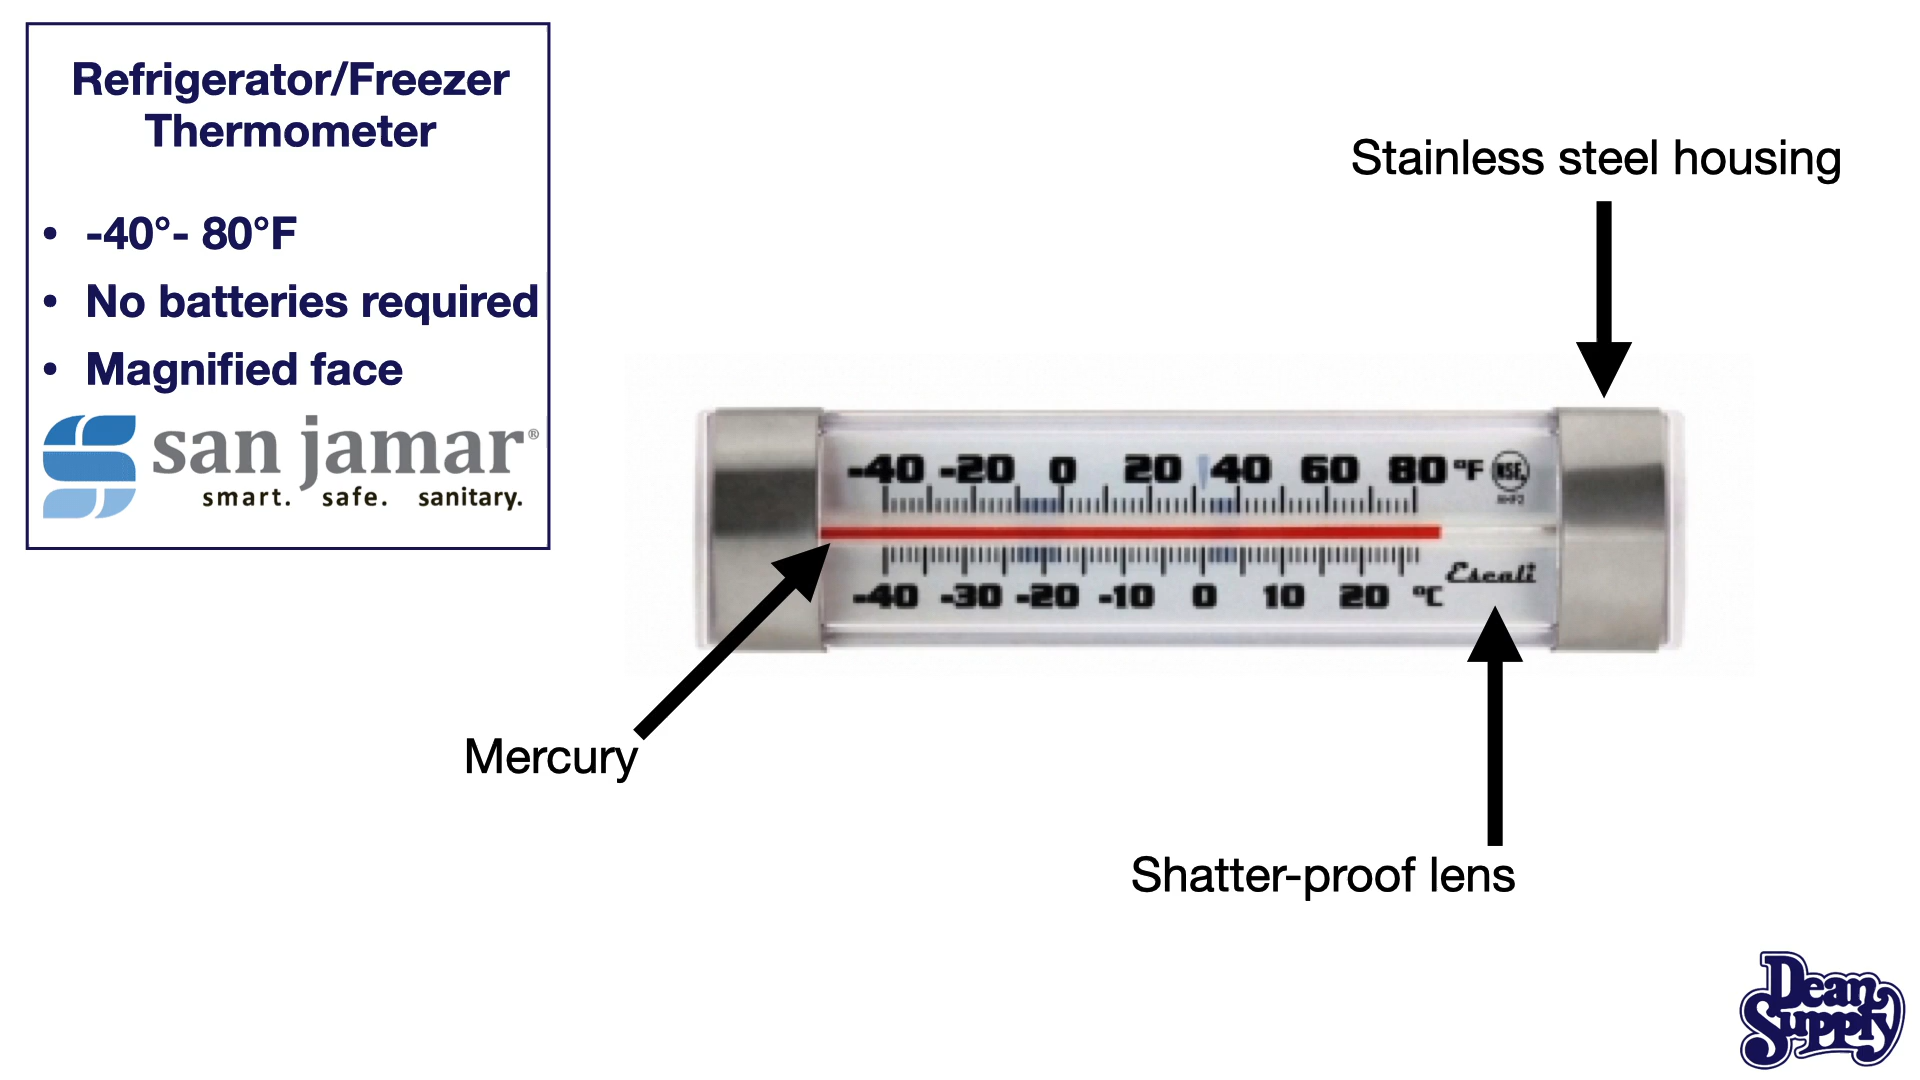 Refrigerator/Freezer
Thermometer
• -40°- 80°F
• No batteries required
• Magnified face
san jamar®
smart. safe. sanitary.
Stainless steel housing
-40 -20 0 20 40 60 80 °F NSF
-40 -30 -20 -10 0 10 20 °C
Escali
Mercury
Shatter-proof lens
Dean
Supply